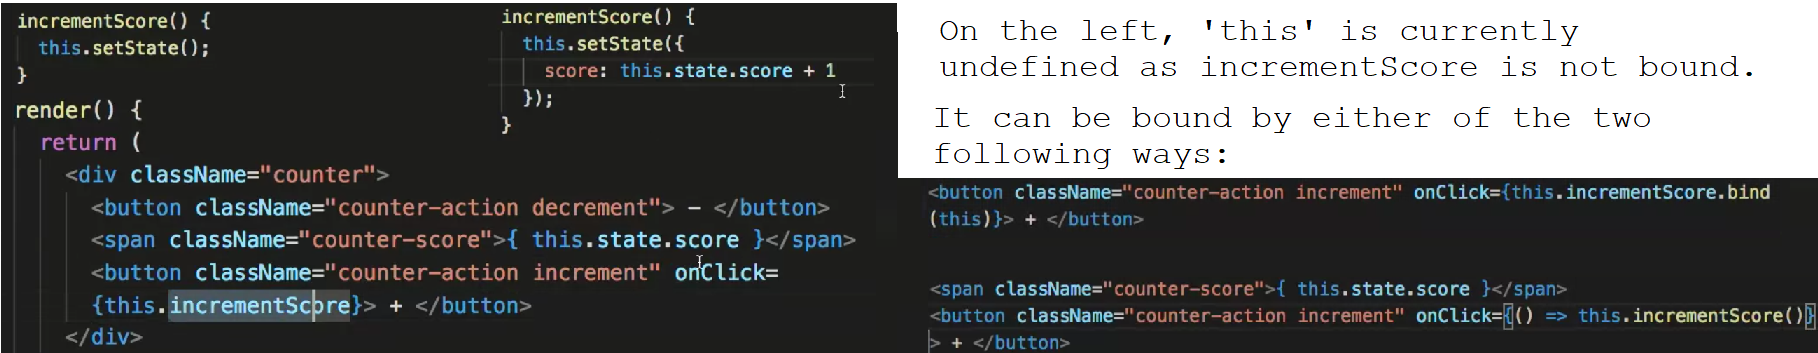 incrementScore() {
this.setState();
}
render() {
return (
<div className="counter">
<button className="counter-action decrement"> - </button>
<span className="counter-score">{ this.state.score }</span>
<button className="counter-action increment" onClick=
{this.incrementScore}> + </button>
</div>
incrementScore() {
this.setState({
score: this.state.score + 1
});
}
On the left, 'this' is currently
undefined as incrementScore is not bound.
It can be bound by either of the two
following ways:
<button className="counter-action increment" onClick={this.incrementScore.bind
(this)}> + </button>
<span className="counter-score">{ this.state.score }</span>
<button className="counter-action increment" onClick={() => this.incrementScore()}
> + </button>